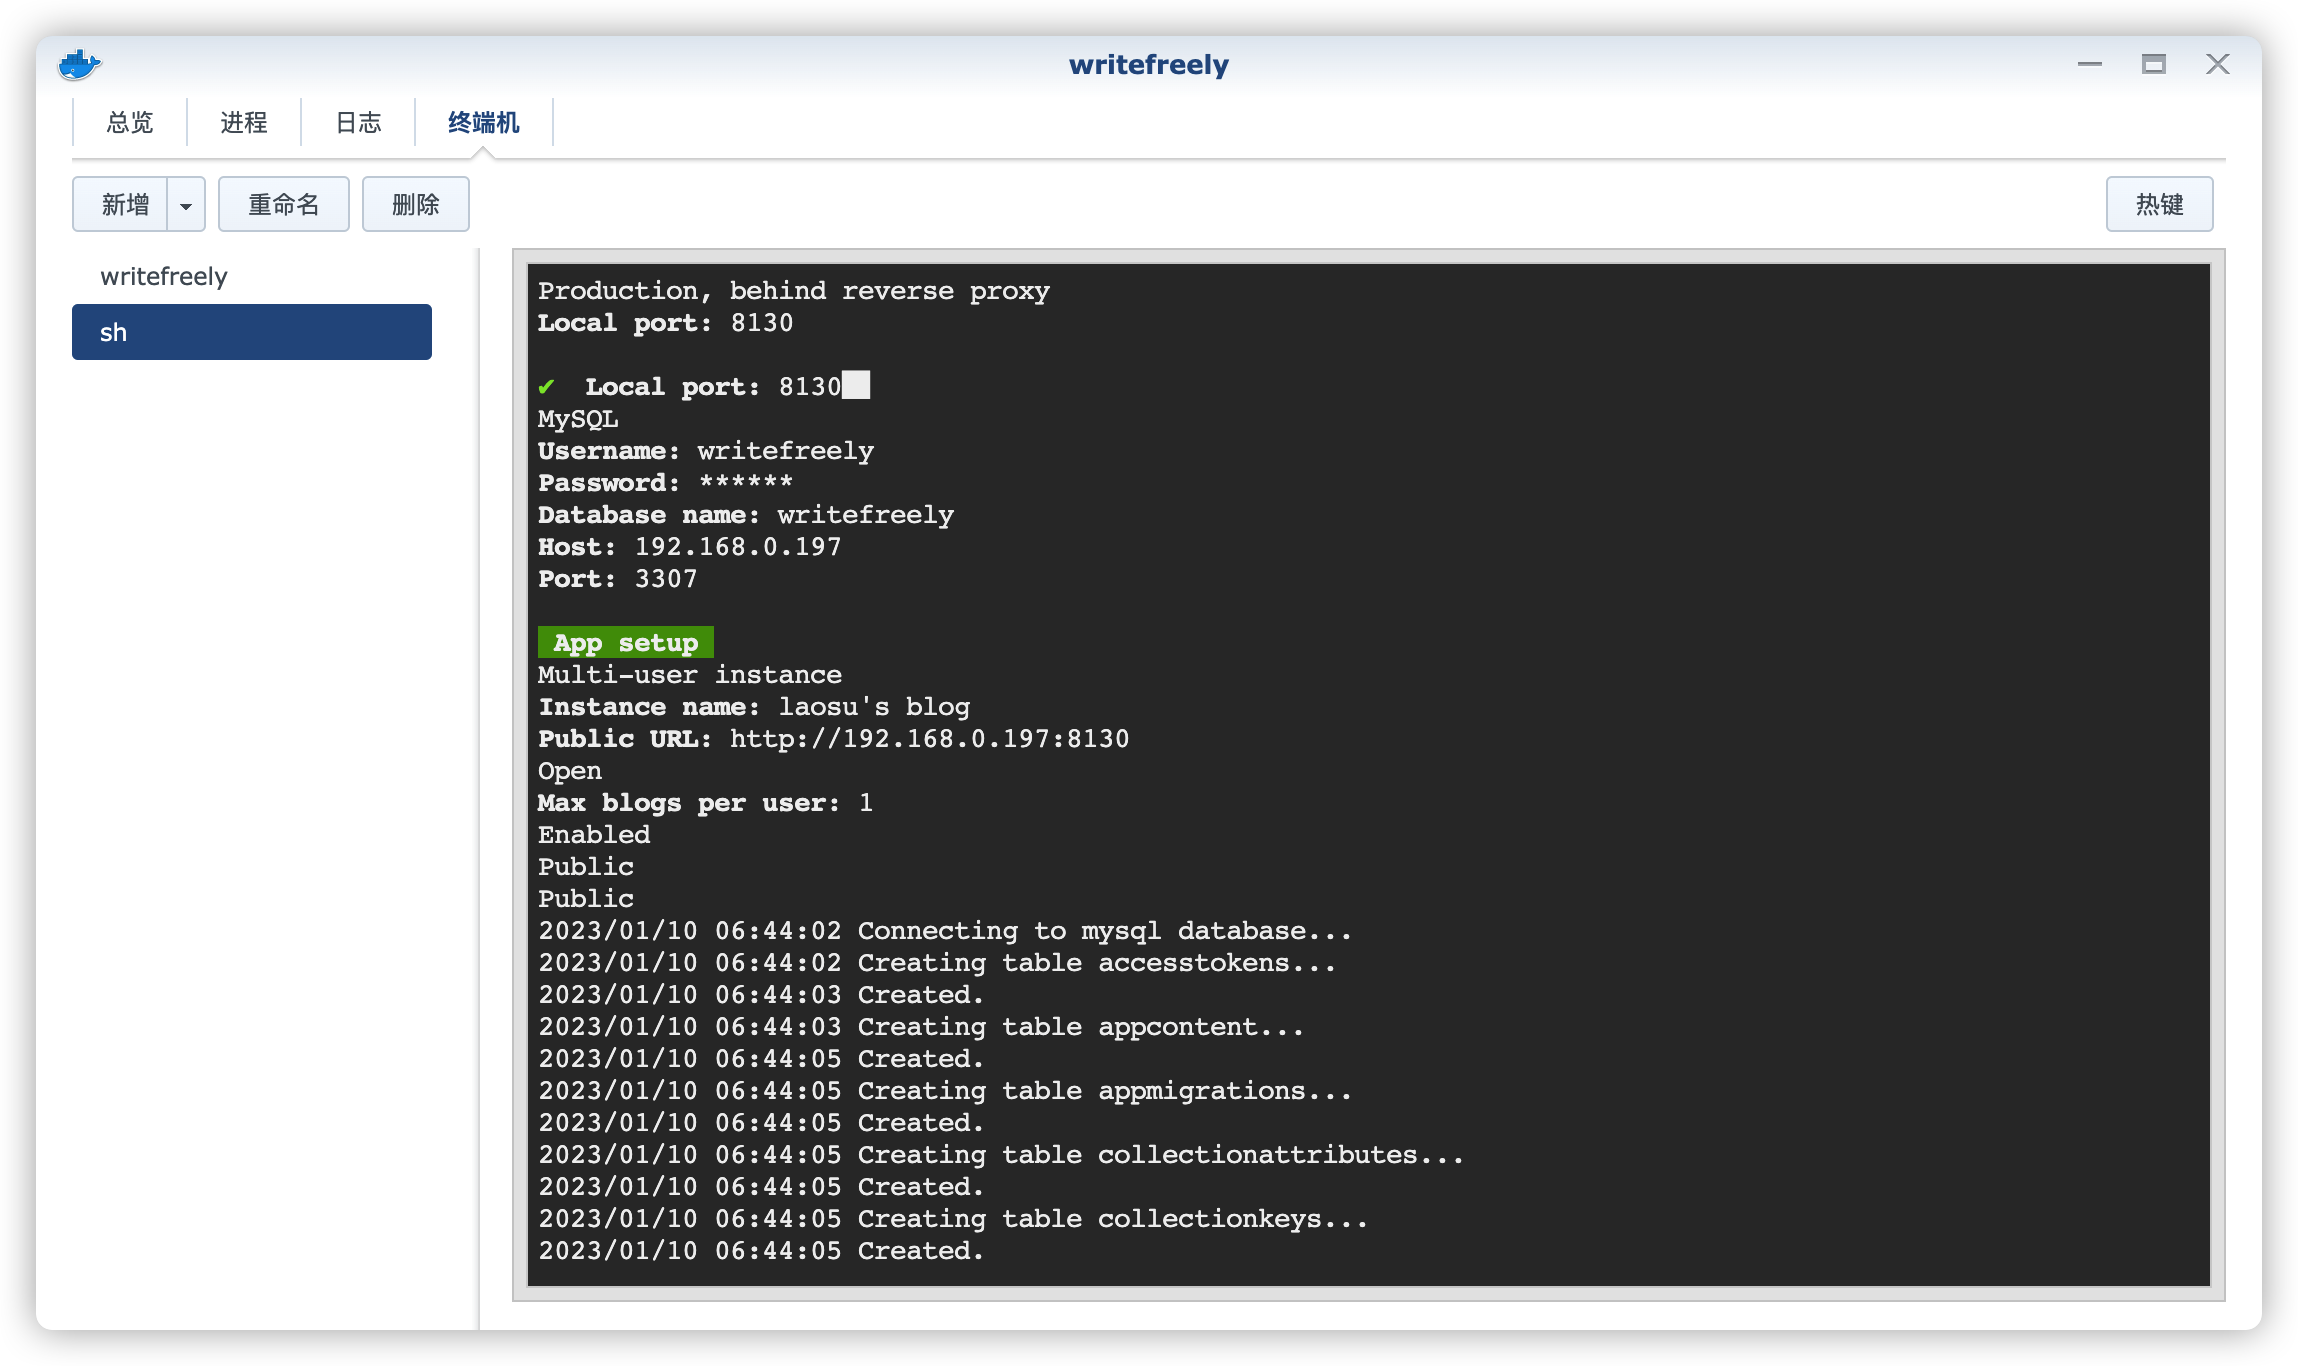 writefreely
总览
进程
日志
终端机
新增
重命名
删除
热键
writefreely
sh
Production, behind reverse proxy
Local port: 8130
✔ Local port: 8130
MySQL
Username: writefreely
Password: ******
Database name: writefreely
Host: 192.168.0.197
Port: 3307
App setup
Multi-user instance
Instance name: laosu's blog
Public URL: http://192.168.0.197:8130
Open
Max blogs per user: 1
Enabled
Public
Public
2023/01/10 06:44:02 Connecting to mysql database...
2023/01/10 06:44:02 Creating table accesstokens...
2023/01/10 06:44:03 Created.
2023/01/10 06:44:03 Creating table appcontent...
2023/01/10 06:44:05 Created.
2023/01/10 06:44:05 Creating table appmigrations...
2023/01/10 06:44:05 Created.
2023/01/10 06:44:05 Creating table collectionattributes...
2023/01/10 06:44:05 Created.
2023/01/10 06:44:05 Creating table collectionkeys...
2023/01/10 06:44:05 Created.